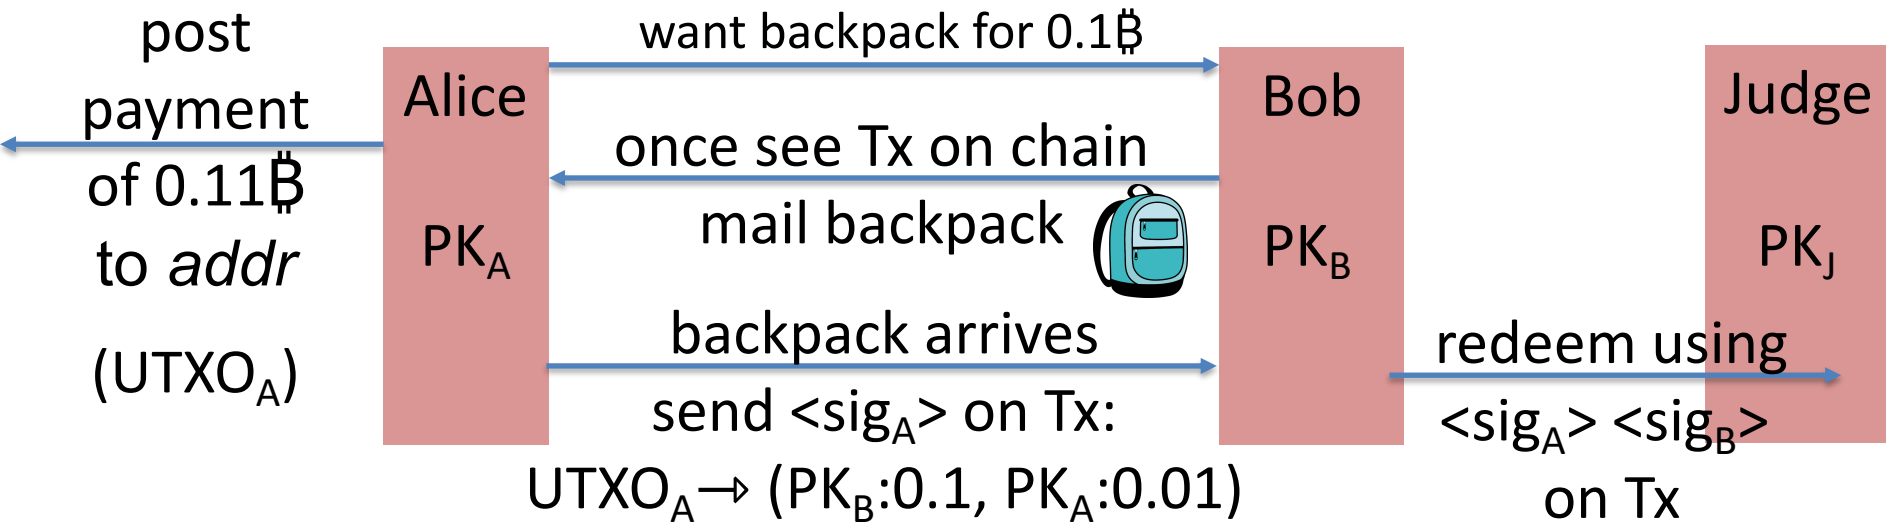 post
payment
of 0.11₿
to addr
(UTXOA)
Alice
PKA
want backpack for 0.1₿
once see Tx on chain
mail backpack
backpack arrives
send <sigA> on Tx:
UTXOA→ (PKB:0.1, PKA:0.01)
Bob
PKB
Judge
PKJ
redeem using
<sigA> <sigB>
on Tx